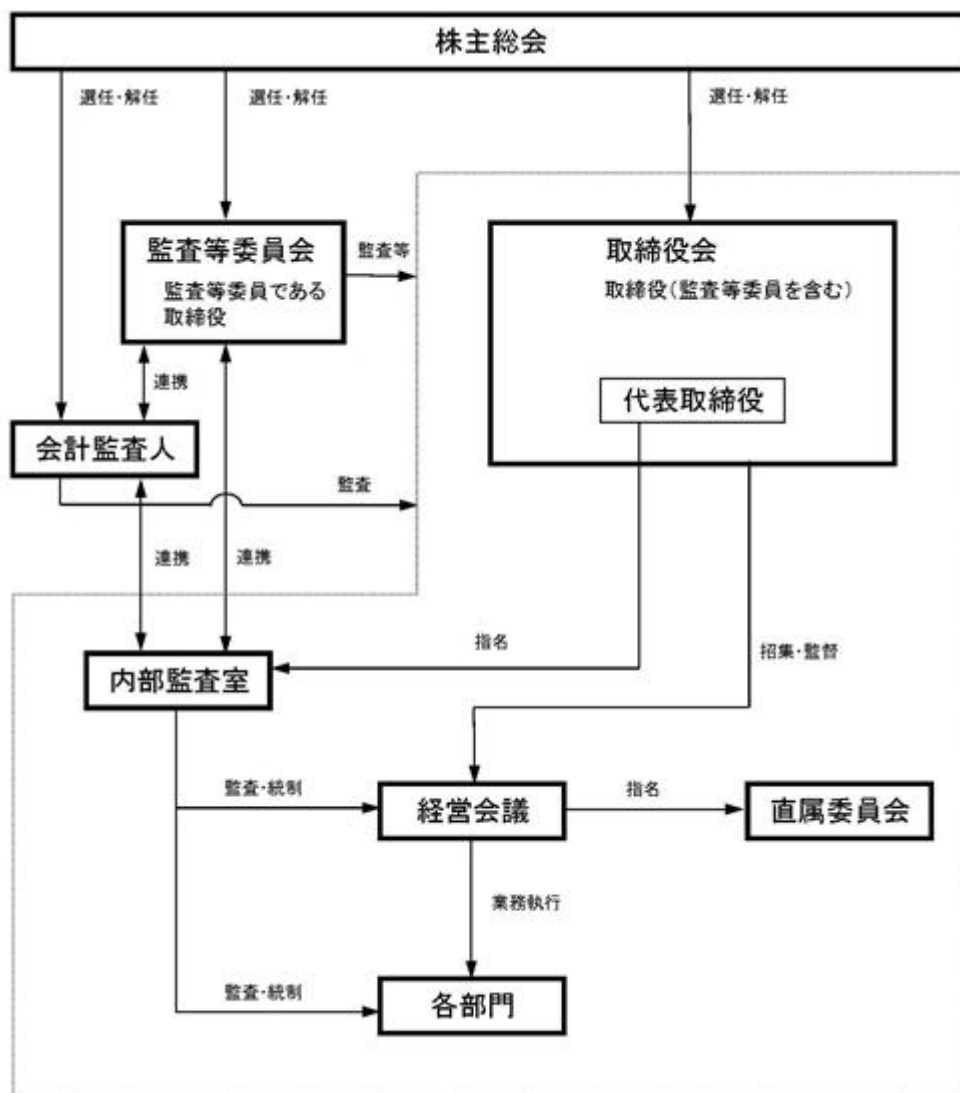 株主総会
選任・解任
選任・解任
選任・解任
監査等委員会
監査等委員である
取締役
監査等
取締役会
取締役(監査等委員を含む)
代表取締役
連携
会計監査人
監査
連携
連携
指名
招集・監督
内部監査室
監査・統制
経営会議
指名
直属委員会
業務執行
監査・統制
各部門